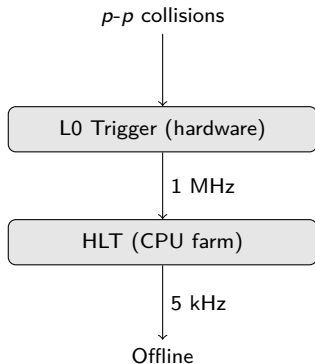 p-p collisions
L0 Trigger (hardware)
1 MHz
HLT (CPU farm)
5 kHz
Offline